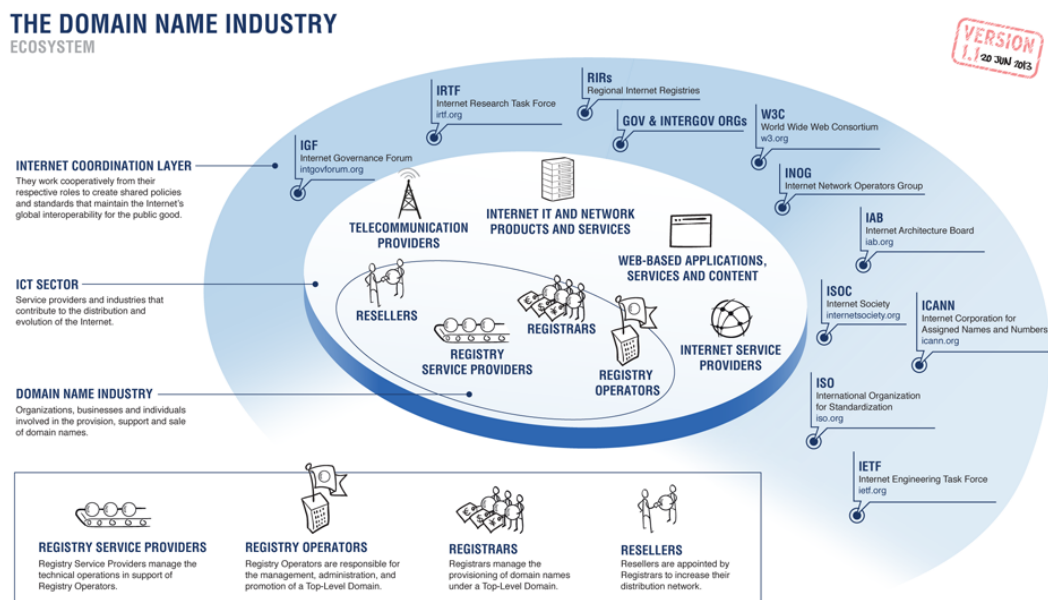 THE DOMAIN NAME INDUSTRY
ECOSYSTEM
VERSION
1.1 20 JUN 2013
IRTF
Internet Research Task Force
irtf.org
RIRs
Regional Internet Registries
GOV & INTERGOV ORGs
W3C
World Wide Web Consortium
w3.org
IGF
Internet Governance Forum
intgovforum.org
INOG
Internet Network Operators Group
IAB
Internet Architecture Board
iab.org
ISOC
Internet Society
internetsociety.org
ICANN
Internet Corporation for
Assigned Names and Numbers
icann.org
ISO
International Organization
for Standardization
iso.org
IETF
Internet Engineering Task Force
ietf.org
INTERNET COORDINATION LAYER
They work cooperatively from their
respective roles to create shared policies
and standards that maintain the Internet's
global interoperability for the public good.
ICT SECTOR
Service providers and industries that
contribute to the distribution and
evolution of the Internet.
DOMAIN NAME INDUSTRY
Organizations, businesses and individuals
involved in the provision, support and sale
of domain names.
TELECOMMUNICATION
PROVIDERS
INTERNET IT AND NETWORK
PRODUCTS AND SERVICES
WEB-BASED APPLICATIONS,
SERVICES AND CONTENT
RESELLERS
REGISTRARS
REGISTRY
SERVICE PROVIDERS
REGISTRY
OPERATORS
INTERNET SERVICE
PROVIDERS
REGISTRY SERVICE PROVIDERS
Registry Service Providers manage the
technical operations in support of
Registry Operators.
REGISTRY OPERATORS
Registry Operators are responsible for
the management, administration, and
promotion of a Top-Level Domain.
REGISTRARS
Registrars manage the
provisioning of domain names
under a Top-Level Domain.
RESELLERS
Resellers are appointed by
Registrars to increase their
distribution network.